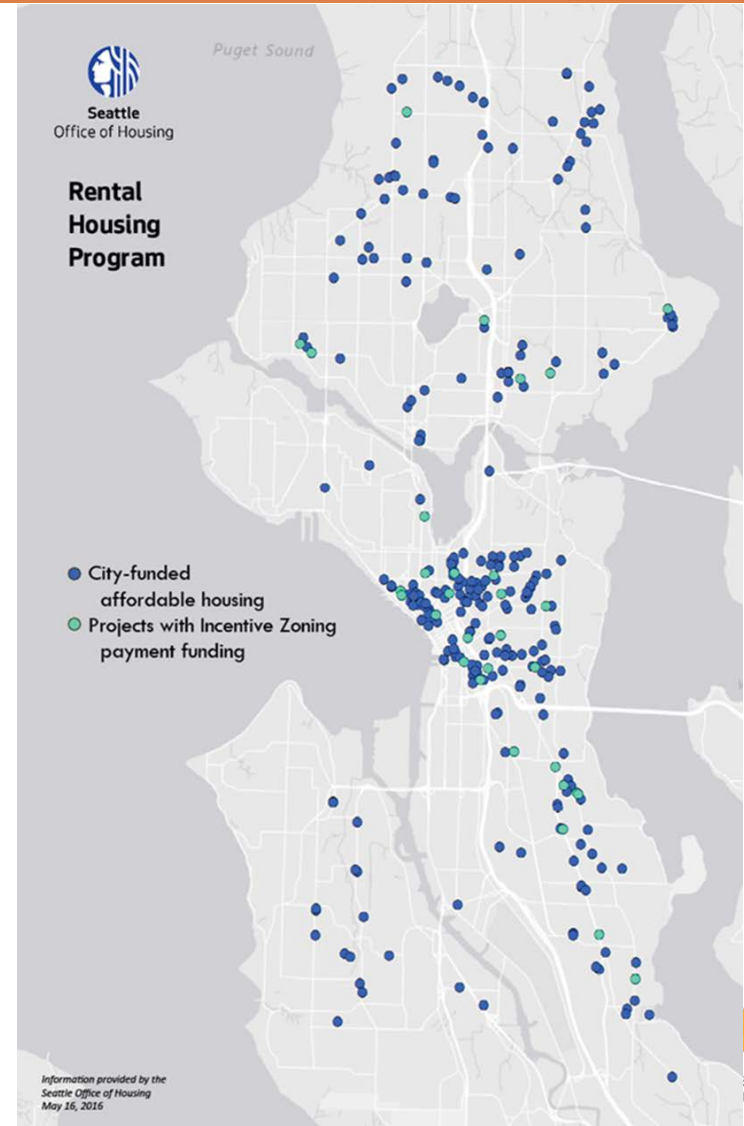 Puget Sound
Seattle
Office of Housing
Rental
Housing
Program
City-funded
affordable housing
Projects with Incentive Zoning
payment funding
Information provided by the
Seattle Office of Housing
May 16, 2016